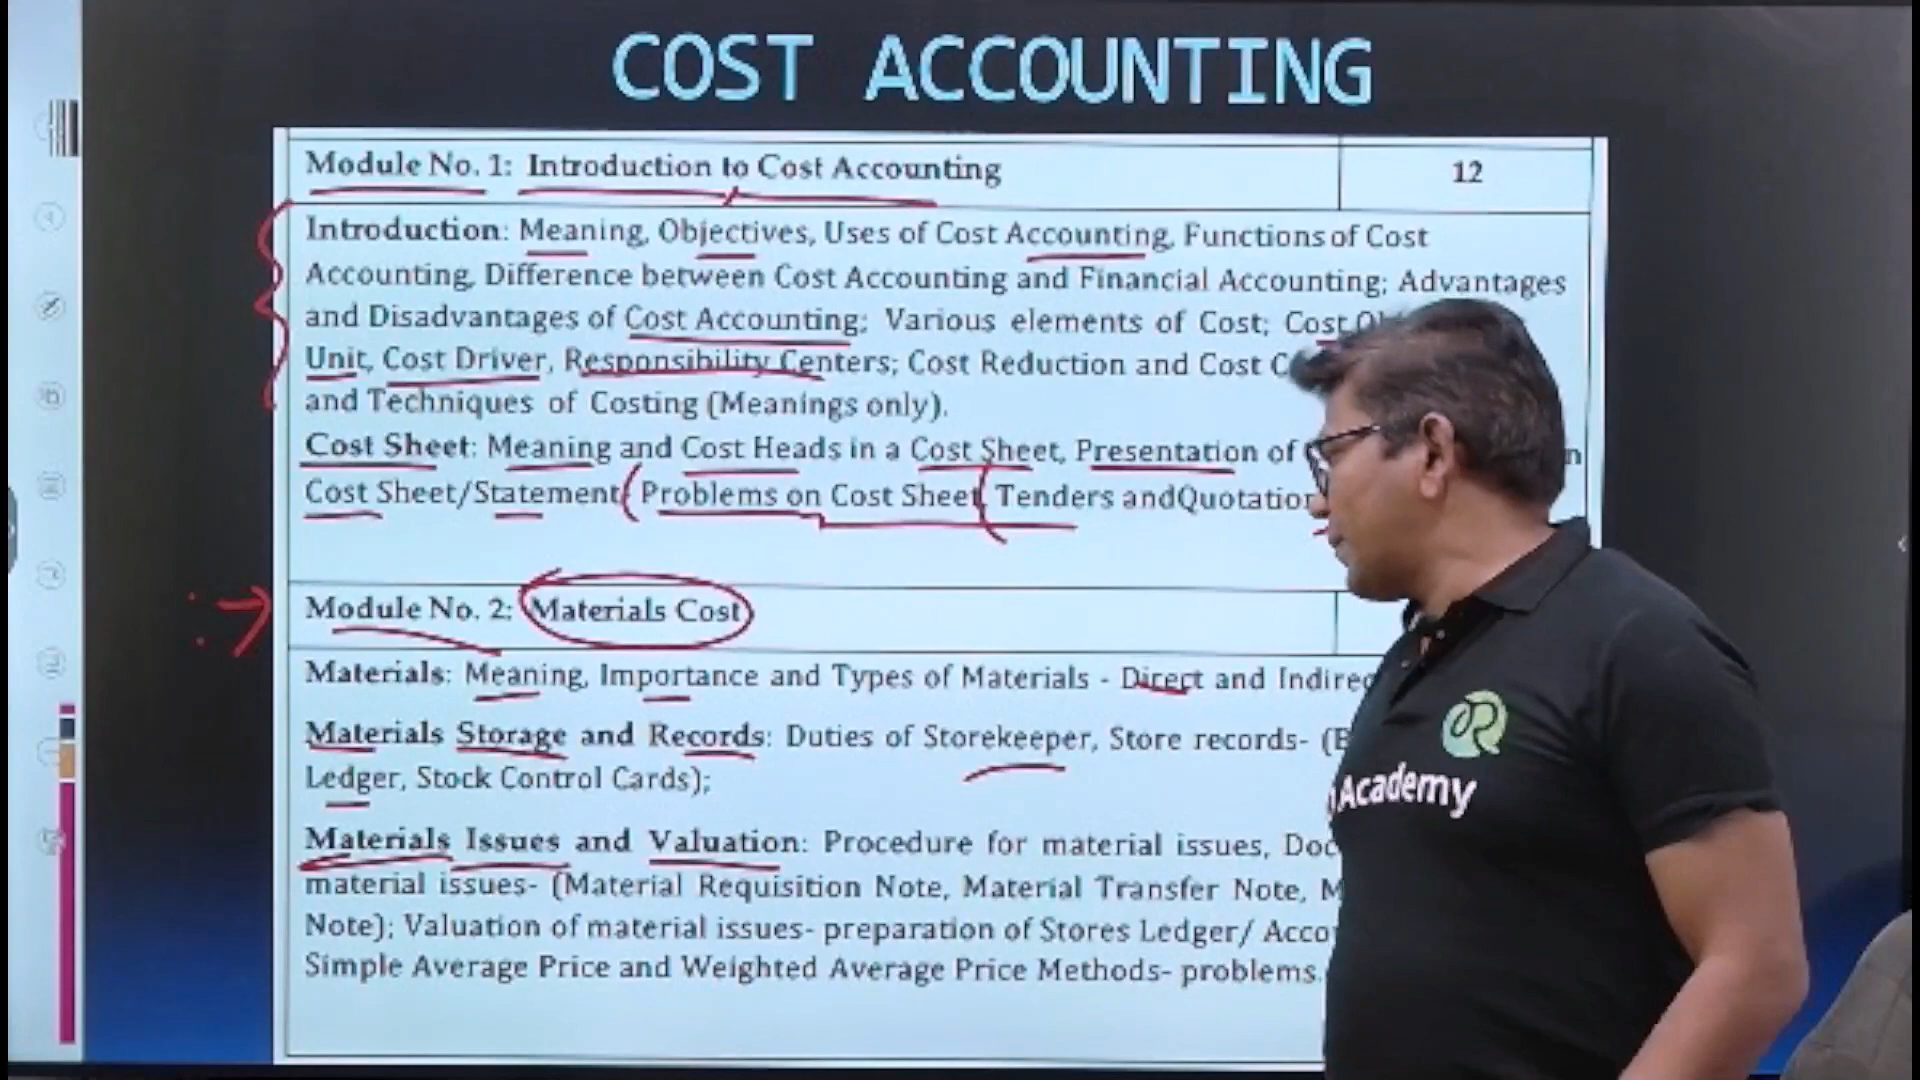 COST ACCOUNTING
Module No. 1: Introduction to Cost Accounting 12
Introduction: Meaning, Objectives, Uses of Cost Accounting, Functions of Cost
Accounting, Difference between Cost Accounting and Financial Accounting; Advantages
and Disadvantages of Cost Accounting; Various elements of Cost; Cost
Unit, Cost Driver, Responsibility Centers; Cost Reduction and Cost
and Techniques of Costing (Meanings only).
Cost Sheet: Meaning and Cost Heads in a Cost Sheet, Presentation of
Cost Sheet/Statement. Problems on Cost Sheet, Tenders andQuotation
Module No. 2: Materials Cost
Materials: Meaning, Importance and Types of Materials - Direct and
Materials Storage and Records: Duties of Storekeeper, Store records-
Ledger, Stock Control Cards);
Materials Issues and Valuation: Procedure for material issues,
material issues- (Material Requisition Note, Material Transfer Note,
Note); Valuation of material issues- preparation of Stores Ledger/
Simple Average Price and Weighted Average Price Methods- problems.
Academy